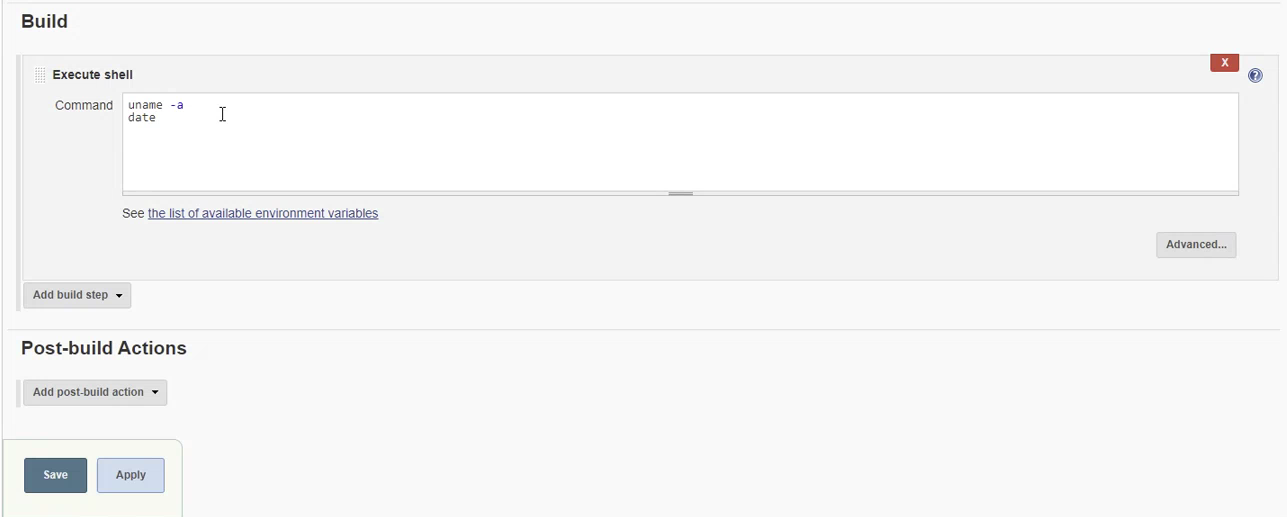 Build
X
Execute shell
?
Command
uname -a
date
See the list of available environment variables
Advanced...
Add build step
Post-build Actions
Add post-build action
Save
Apply